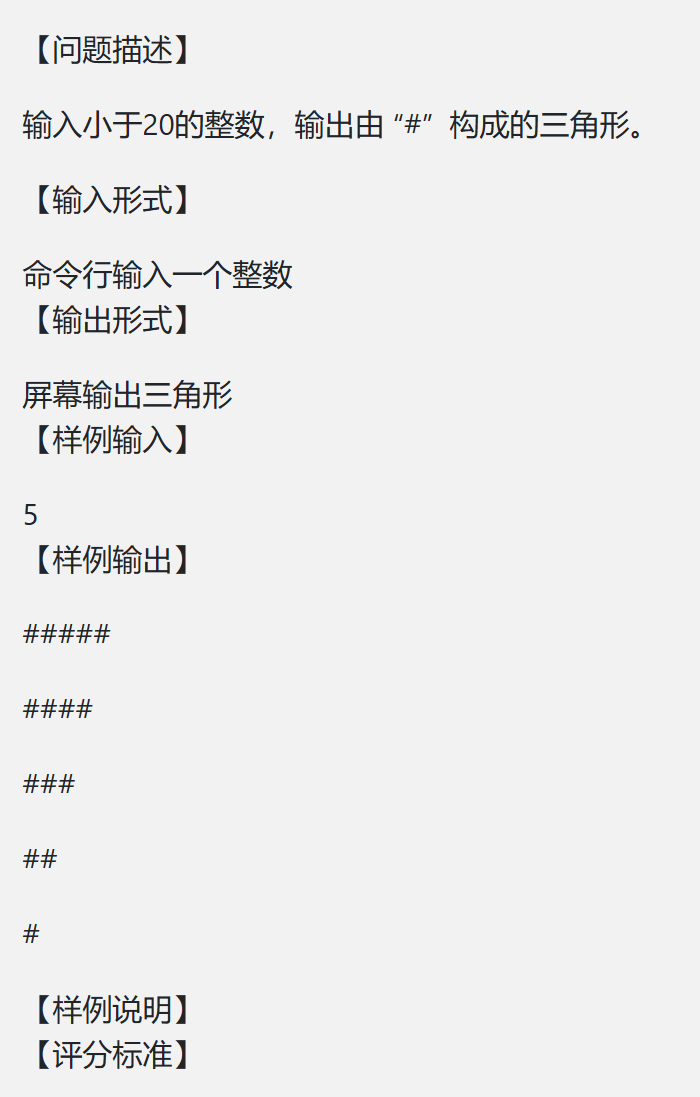 【问题描述】
输入小于20的整数，输出由 “#” 构成的三角形。
【输入形式】
命令行输入一个整数
【输出形式】
屏幕输出三角形
【样例输入】
5
【样例输出】
#####
####
###
##
#
【样例说明】
【评分标准】